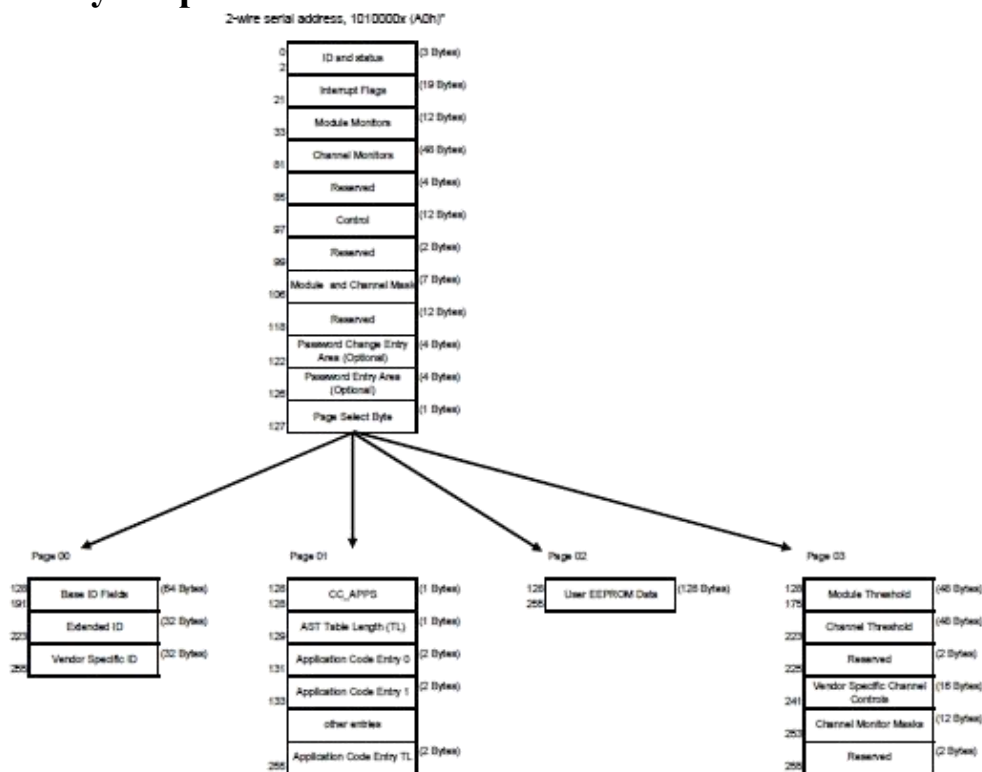 2-wire serial address, 1010000x (A0h)"
0
2
ID and status
(3 Bytes)
21
Interrupt Flags
(19 Bytes)
33
Module Monitors
(12 Bytes)
81
Channel Monitors
(48 Bytes)
85
Reserved
(4 Bytes)
97
Control
(12 Bytes)
99
Reserved
(2 Bytes)
106
Module and Channel Mask
(7 Bytes)
118
Reserved
(12 Bytes)
122
Password Change Entry
Area (Optional)
(4 Bytes)
126
Password Entry Area
(Optional)
(4 Bytes)
127
Page Select Byte
(1 Bytes)
Page 00
128
191
Base ID Fields
(64 Bytes)
223
Extended ID
(32 Bytes)
255
Vendor Specific ID
(32 Bytes)
Page 01
128
128
CC_APPS
(1 Bytes)
129
AST Table Length (TL)
(1 Bytes)
131
Application Code Entry 0
(2 Bytes)
133
Application Code Entry 1
(2 Bytes)
other entries
255
Application Code Entry TL
(2 Bytes)
Page 02
128
255
User EEPROM Data
(128 Bytes)
Page 03
128
175
Module Threshold
(48 Bytes)
223
Channel Threshold
(48 Bytes)
225
Reserved
(2 Bytes)
241
Vendor Specific Channel
Controls
(16 Bytes)
253
Channel Monitor Masks
(12 Bytes)
255
Reserved
(2 Bytes)